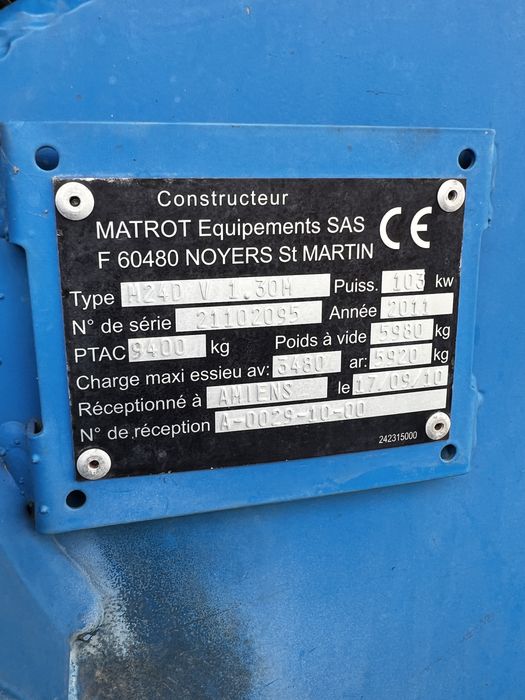 Constructeur
MATROT Equipements SAS CE
F 60480 NOYERS St MARTIN
Type M24D V 1.30M Puiss. 103 kw
N° de série 21102095 Année 2011
PTAC 9400 kg Poids à vide 5980 kg
Charge maxi essieu av: 3480 ar: 5920 kg
Réceptionné à AMIENS le 17.09/10
N° de réception A-0029-10-00
242315000